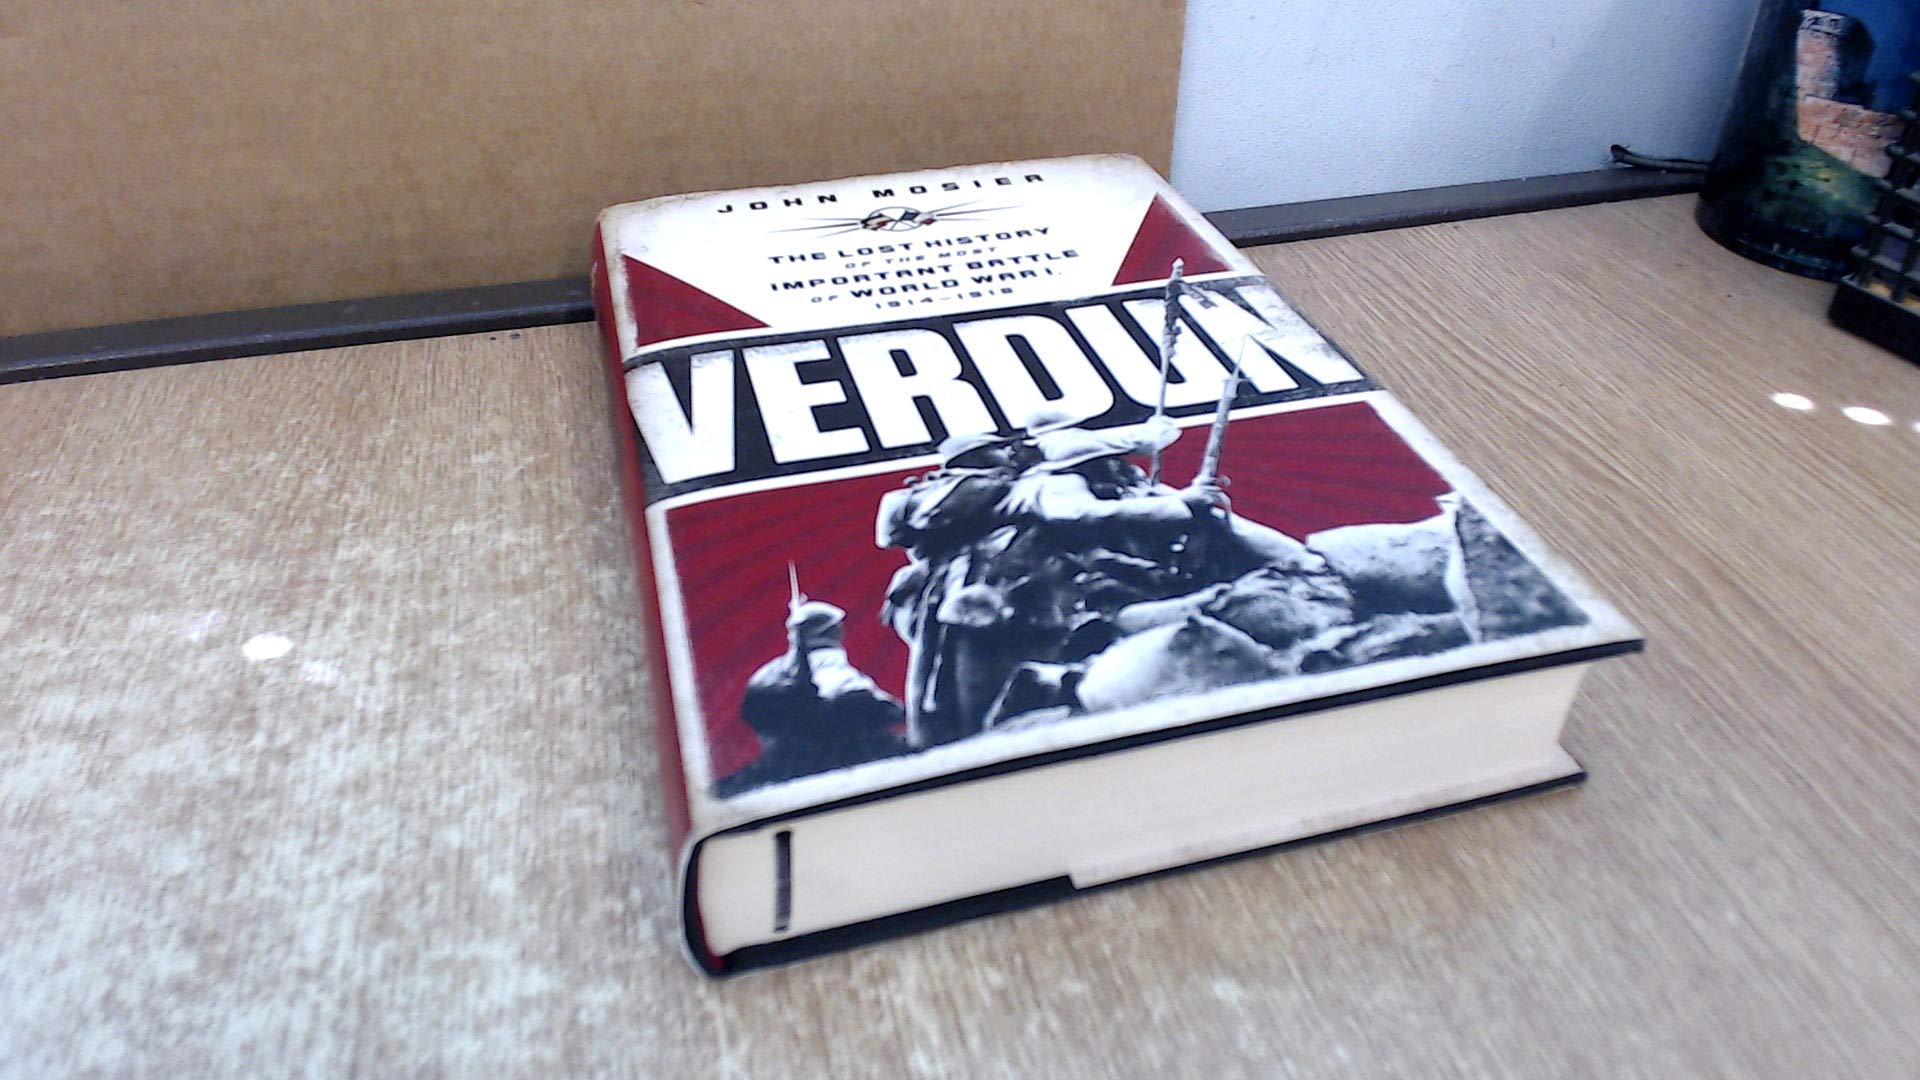 JOHN MOSIER
THE LOST HISTORY
OF THE MOST
IMPORTANT BATTLE
OF WORLD WAR I,
1914–1918
VERDUN